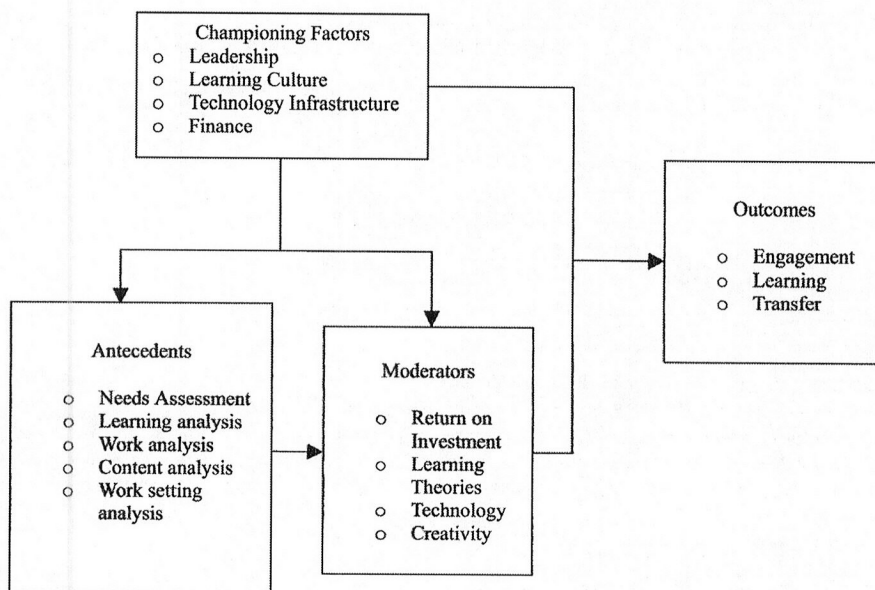 Championing Factors
o Leadership
o Learning Culture
o Technology Infrastructure
o Finance
Outcomes
o Engagement
o Learning
o Transfer
Antecedents
o Needs Assessment
o Learning analysis
o Work analysis
o Content analysis
o Work setting
analysis
Moderators
o Return on
Investment
o Learning
Theories
o Technology
o Creativity